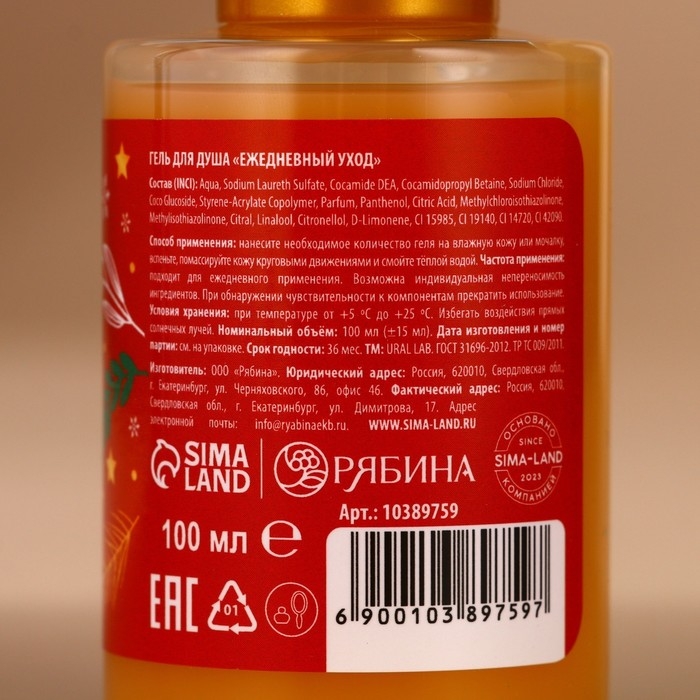 ГЕЛЬ ДЛЯ ДУША «ЕЖЕДНЕВНЫЙ УХОД»
Состав (INCI): Aqua, Sodium Laureth Sulfate, Cocamide DEA, Cocamidopropyl Betaine, Sodium Chloride,
Coco Glucoside, Styrene-Acrylate Copolymer, Parfum, Panthenol, Citric Acid, Methylchloroisothiazolinone,
Methylisothiazolinone, Citral, Linalool, Citronellol, D-Limonene, CI 15985, CI 19140, CI 14720, CI 42090.
Способ применения: нанесите необходимое количество геля на влажную кожу или мочалку,
вспеньте, помассируйте кожу круговыми движениями и смойте тёплой водой. Частота применения:
подходит для ежедневного применения. Возможна индивидуальная непереносимость
ингредиентов. При обнаружении чувствительности к компонентам прекратить использование.
Условия хранения: при температуре от +5 °C до +25 °C. Избегать воздействия прямых
солнечных лучей. Номинальный объём: 100 мл (±15 мл). Дата изготовления и номер
партии: см. на упаковке. Срок годности: 36 мес. ТМ: URAL LAB. ГОСТ 31696-2012. ТР ТС 009/2011.
Изготовитель: ООО «Рябина». Юридический адрес: Россия, 620010, Свердловская обл.,
г. Екатеринбург, ул. Черняховского, 86, офис 46. Фактический адрес: Россия, 620010,
Свердловская обл., г. Екатеринбург, ул. Димитрова, 17. Адрес
электронной почты: info@ryabinaekb.ru. WWW.SIMA-LAND.RU
SIMA
LAND
РЯБИНА
ОСНОВАНО
SINCE
SIMA-LAND
2023
КОМПАНИЕЙ
Арт.: 10389759
100 мл ℮
EAC
01
6 900103 897597